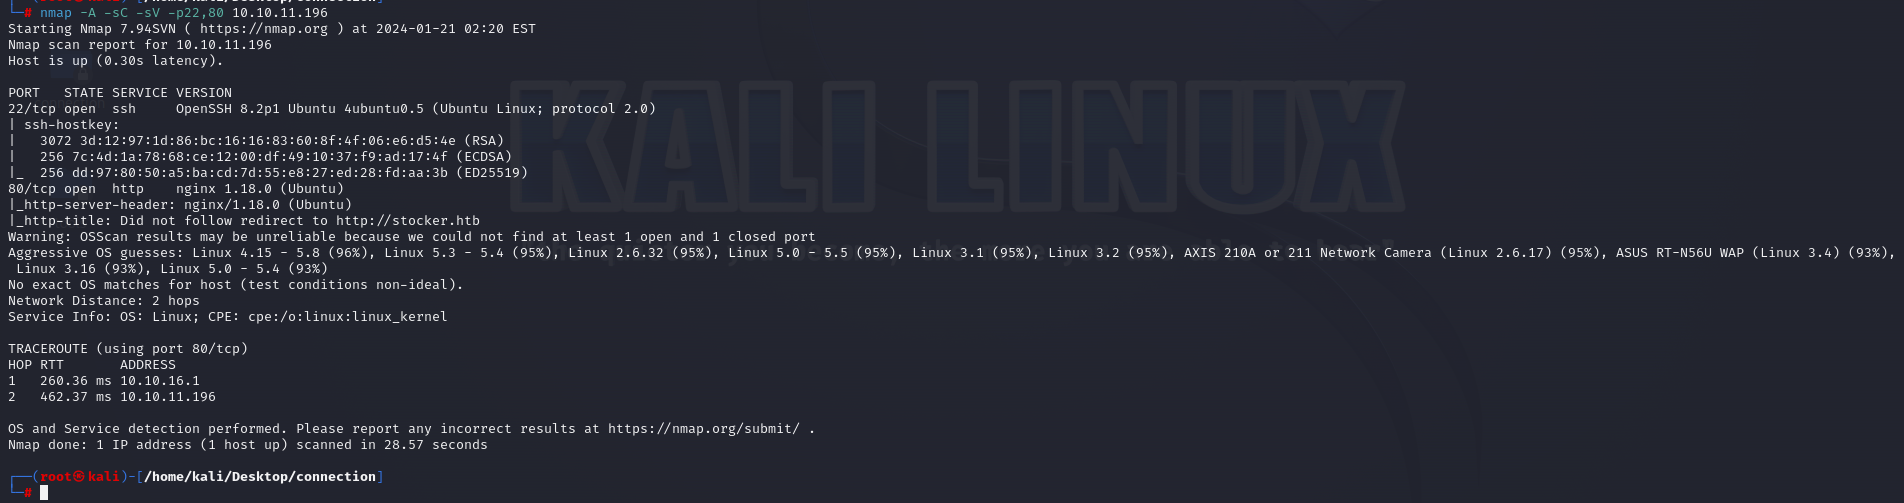 ┌──(root㉿kali)-[/home/kali/Desktop/connection]
└─# nmap -A -sC -sV -p22,80 10.10.11.196
Starting Nmap 7.94SVN ( https://nmap.org ) at 2024-01-21 02:20 EST
Nmap scan report for 10.10.11.196
Host is up (0.30s latency).
PORT   STATE SERVICE VERSION
22/tcp open  ssh     OpenSSH 8.2p1 Ubuntu 4ubuntu0.5 (Ubuntu Linux; protocol 2.0)
| ssh-hostkey:
|   3072 3d:12:97:1d:86:bc:16:16:83:60:8f:4f:06:e6:d5:4e (RSA)
|   256 7c:4d:1a:78:68:ce:12:00:df:49:10:37:f9:ad:17:4f (ECDSA)
|_  256 dd:97:80:50:a5:ba:cd:7d:55:e8:27:ed:28:fd:aa:3b (ED25519)
80/tcp open  http    nginx 1.18.0 (Ubuntu)
|_http-server-header: nginx/1.18.0 (Ubuntu)
|_http-title: Did not follow redirect to http://stocker.htb
Warning: OSScan results may be unreliable because we could not find at least 1 open and 1 closed port
Aggressive OS guesses: Linux 4.15 - 5.8 (96%), Linux 5.3 - 5.4 (95%), Linux 2.6.32 (95%), Linux 5.0 - 5.5 (95%), Linux 3.1 (95%), Linux 3.2 (95%), AXIS 210A or 211 Network Camera (Linux 2.6.17) (95%), ASUS RT-N56U WAP (Linux 3.4) (93%),
Linux 3.16 (93%), Linux 5.0 - 5.4 (93%)
No exact OS matches for host (test conditions non-ideal).
Network Distance: 2 hops
Service Info: OS: Linux; CPE: cpe:/o:linux:linux_kernel
TRACEROUTE (using port 80/tcp)
HOP RTT       ADDRESS
1   260.36 ms 10.10.16.1
2   462.37 ms 10.10.11.196
OS and Service detection performed. Please report any incorrect results at https://nmap.org/submit/ .
Nmap done: 1 IP address (1 host up) scanned in 28.57 seconds
┌──(root㉿kali)-[/home/kali/Desktop/connection]
└─#
KALI LINUX